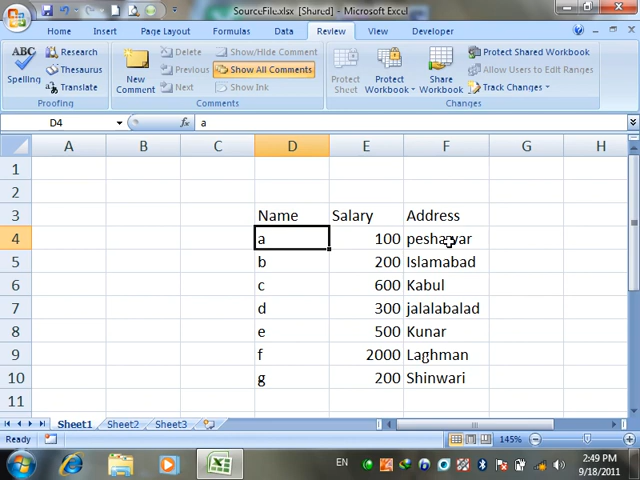 SourceFile.xlsx [Shared] - Microsoft Excel
Home Insert Page Layout Formulas Data Review View Developer
ABC
Spelling
Research
Thesaurus
Translate
Proofing
New
Comment
Delete
Previous
Next
Show/Hide Comment
Show All Comments
Show Ink
Comments
Protect
Sheet
Protect
Workbook
Share
Workbook
Protect Shared Workbook
Allow Users to Edit Ranges
Track Changes
Changes
D4 fx a
A B C D E F G H
1
2
3 Name Salary Address
4 a 100 peshawar
5 b 200 Islamabad
6 c 600 Kabul
7 d 300 jalalabalad
8 e 500 Kunar
9 f 2000 Laghman
10 g 200 Shinwari
11
Sheet1 Sheet2 Sheet3
Ready 145%
EN 2:49 PM
9/18/2011